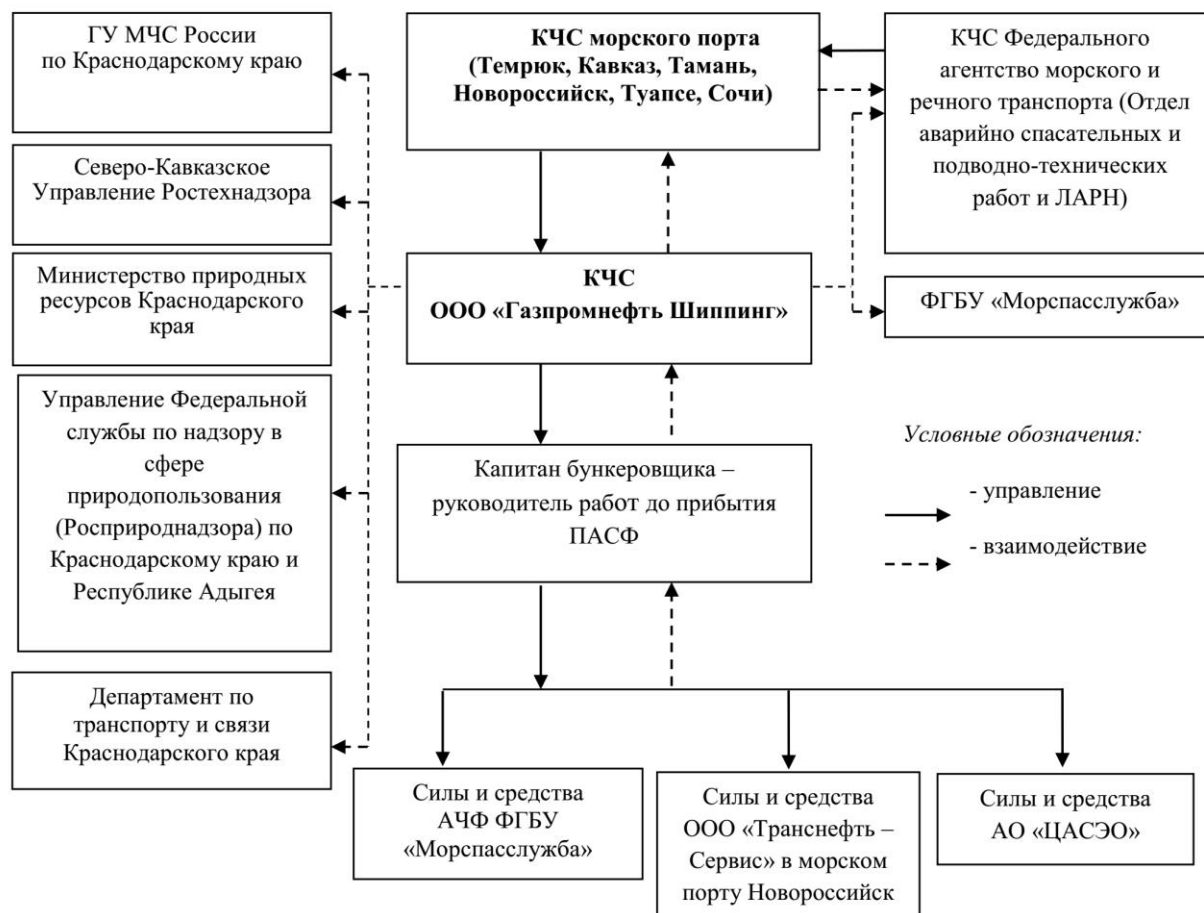 ГУ МЧС России
по Краснодарскому краю
КЧС морского порта
(Темрюк, Кавказ, Тамань,
Новороссийск, Туапсе, Сочи)
КЧС Федерального
агентство морского и
речного транспорта (Отдел
аварийно спасательных и
подводно-технических
работ и ЛАРН)
Северо-Кавказское
Управление Ростехнадзора
Министерство природных
ресурсов Краснодарского
края
КЧС
ООО «Газпромнефть Шиппинг»
ФГБУ «Морспасслужба»
Управление Федеральной
службы по надзору в
сфере
природопользования
(Росприроднадзора) по
Краснодарскому краю и
Республике Адыгея
Капитан бункеровщика –
руководитель работ до прибытия
ПАСФ
Условные обозначения:
- управление
- взаимодействие
Департамент по
транспорту и связи
Краснодарского края
Силы и средства
АЧФ ФГБУ
«Морспасслужба»
Силы и средства
ООО «Транснефть –
Сервис» в морском
порту Новороссийск
Силы и средства
АО «ЦАСЭО»